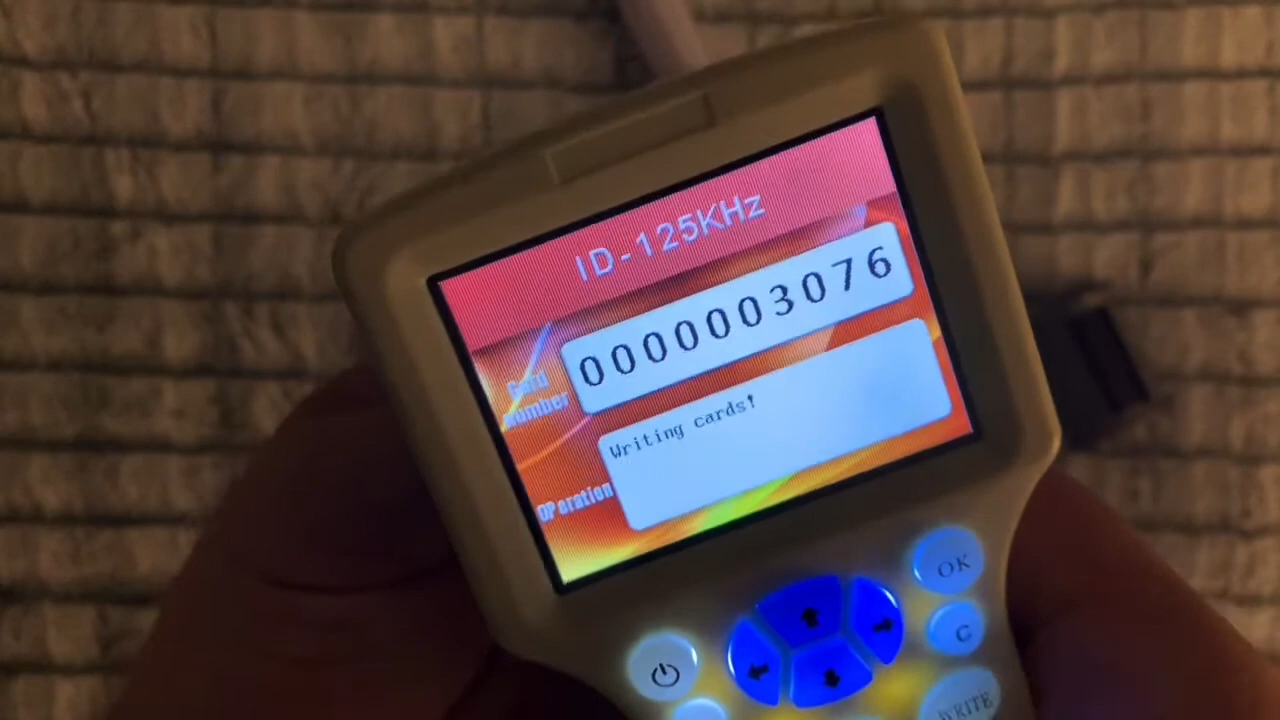 ID-125KHz
Card
number
0000003076
Writing cards!
OPeration
OK
C
WRITE